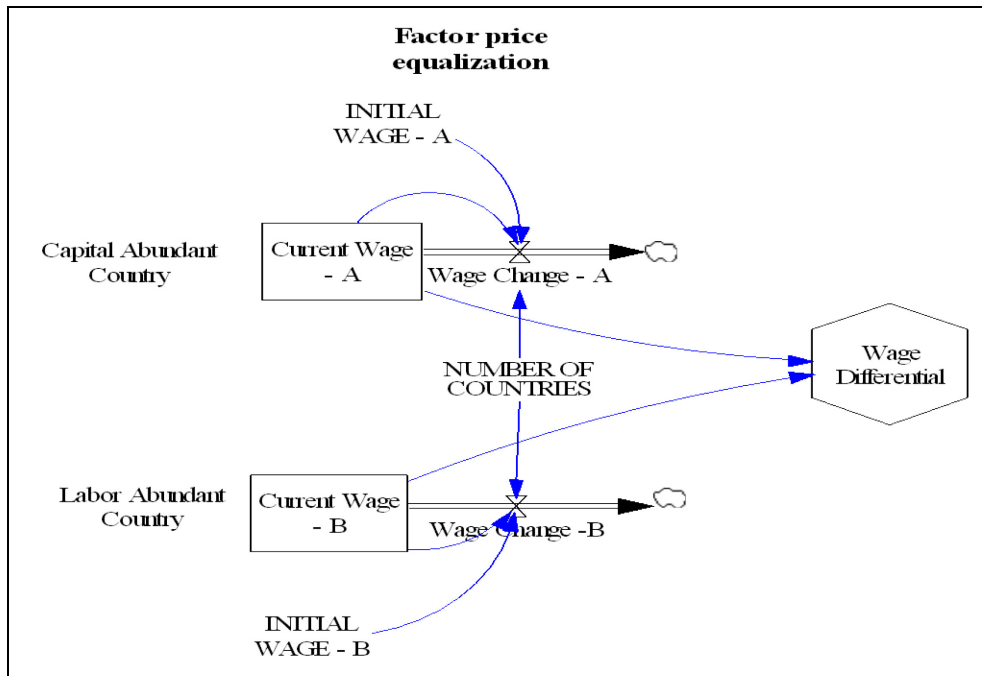 Factor price
equalization
INITIAL
WAGE - A
Capital Abundant
Country
Current Wage
- A
Wage Change - A
NUMBER OF
COUNTRIES
Wage
Differential
Labor Abundant
Country
Current Wage
- B
Wage Change -B
INITIAL
WAGE - B